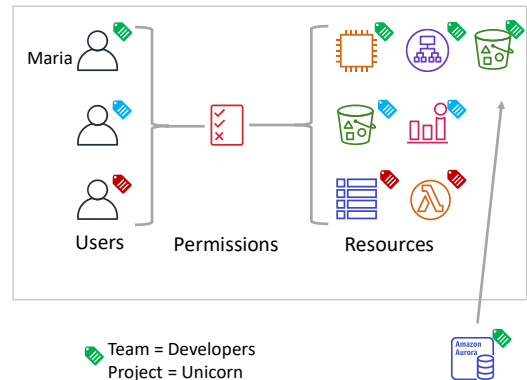 Maria
Users
Permissions
Resources
Amazon
Aurora
Team = Developers
Project = Unicorn